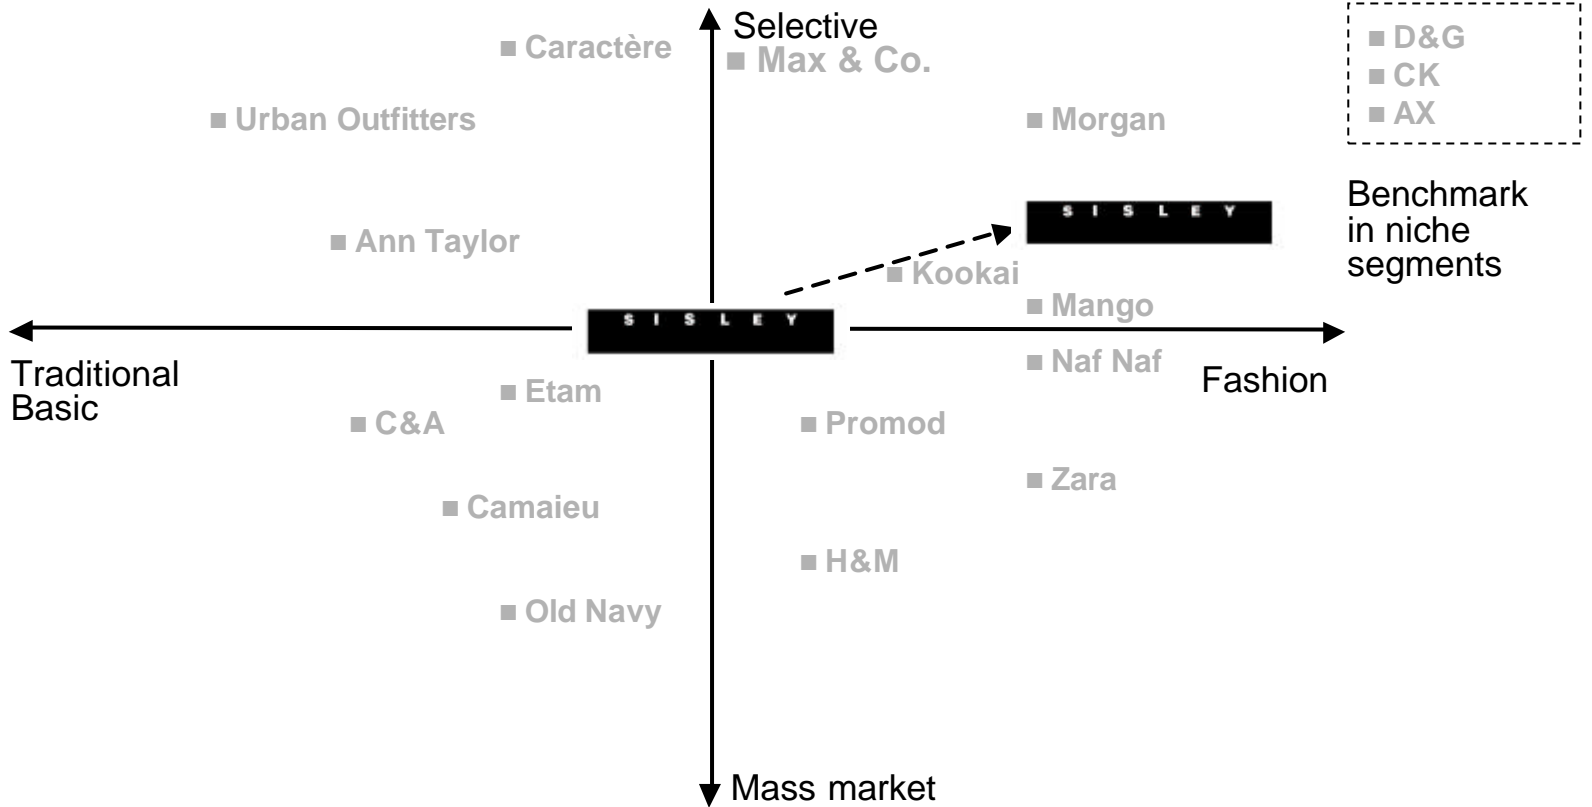 Selective
Caractère
Max & Co.
D&G
CK
AX
Urban Outfitters
Morgan
Benchmark
in niche
segments
SISLEY
Ann Taylor
Kookai
Mango
SISLEY
Traditional
Basic
Naf Naf
Fashion
Etam
C&A
Promod
Zara
Camaieu
H&M
Old Navy
Mass market